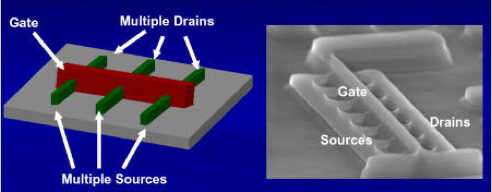 Gate
Multiple Drains
Multiple Sources
Gate
Sources
Drains